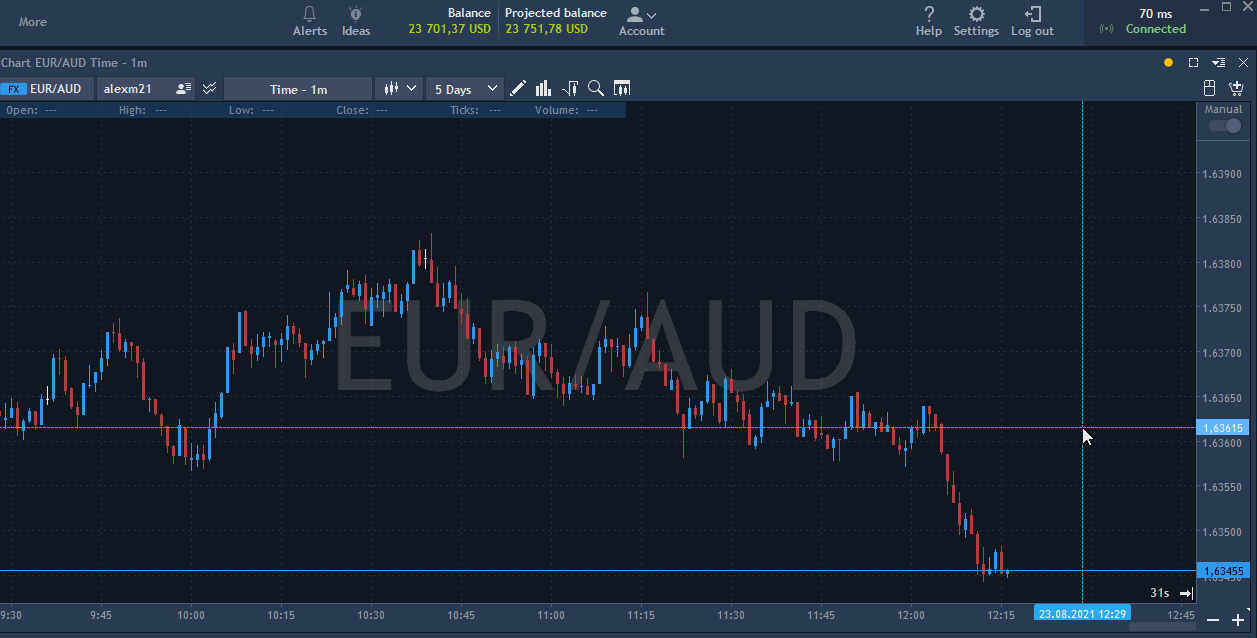 More
Alerts
Ideas
Balance
23 701,37 USD
Projected balance
23 751,78 USD
Account
Help
Settings
Log out
70 ms
Connected
Chart EUR/AUD Time - 1m
FX EUR/AUD
alexm21
Time - 1m
5 Days
Open: ---
High: ---
Low: ---
Close: ---
Ticks: ---
Volume: ---
Manual
EUR/AUD
1.63900
1.63850
1.63800
1.63750
1.63700
1.63650
1,63615
1.63600
1.63550
1.63500
1,63455
31s
9:30
9:45
10:00
10:15
10:30
10:45
11:00
11:15
11:30
11:45
12:00
12:15
23.08.2021 12:29
12:45